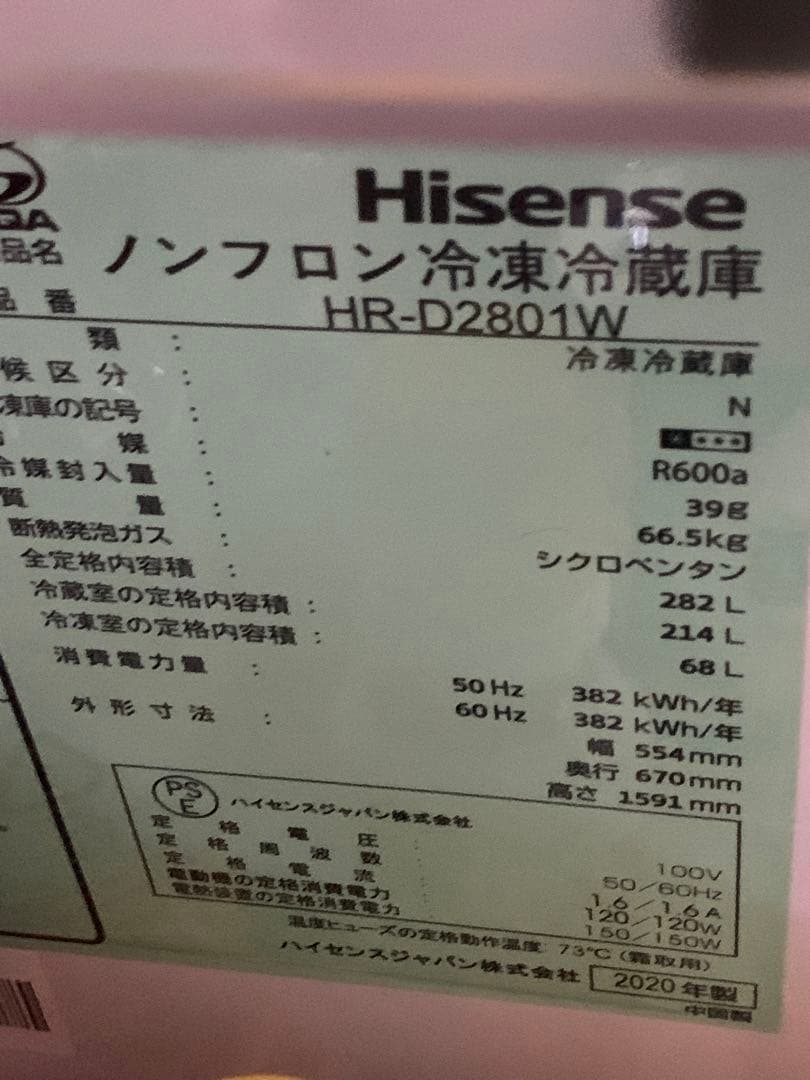 QA
Hisense
品名 ノンフロン冷凍冷蔵庫
品番 HR-D2801W
類 : 冷凍冷蔵庫
候区分 : N
凍庫の記号 :
媒 : R600a
冷媒封入量 : 39g
質量 : 66.5kg
断熱発泡ガス : シクロペンタン
全定格内容積 : 282 L
冷蔵室の定格内容積 : 214 L
冷凍室の定格内容積 : 68 L
消費電力量 : 50Hz 382 kWh/年
60Hz 382 kWh/年
外形寸法 : 幅 554mm
奥行 670mm
高さ 1591mm
PSE ハイセンスジャパン株式会社
定格電圧 : 100V
定格周波数 : 50/60Hz
定格電流 : 1.6/1.6A
電動機の定格消費電力 : 120/120W
電熱装置の定格消費電力 : 150/150W
温度ヒューズの定格動作温度: 73℃(霜取用)
ハイセンスジャパン株式会社 2020年製
中国製